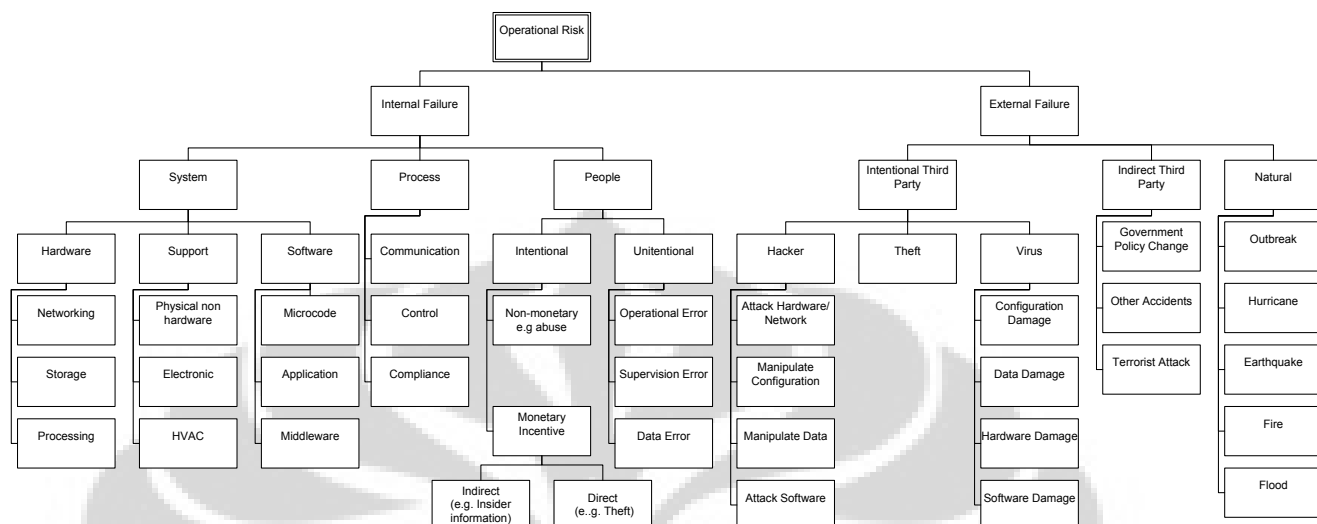 Operational Risk
Internal Failure
External Failure
System
Process
People
Intentional Third
Party
Indirect Third
Party
Natural
Hardware
Support
Software
Communication
Intentional
Unitentional
Hacker
Theft
Virus
Government
Policy Change
Outbreak
Networking
Physical non
hardware
Microcode
Control
Non-monetary
e.g abuse
Operational Error
Attack Hardware/
Network
Configuration
Damage
Other Accidents
Hurricane
Storage
Electronic
Application
Compliance
Supervision Error
Manipulate
Configuration
Data Damage
Terrorist Attack
Earthquake
Processing
HVAC
Middleware
Monetary
Incentive
Data Error
Manipulate Data
Hardware Damage
Fire
Indirect
(e.g. Insider
information)
Direct
(e..g. Theft)
Attack Software
Software Damage
Flood